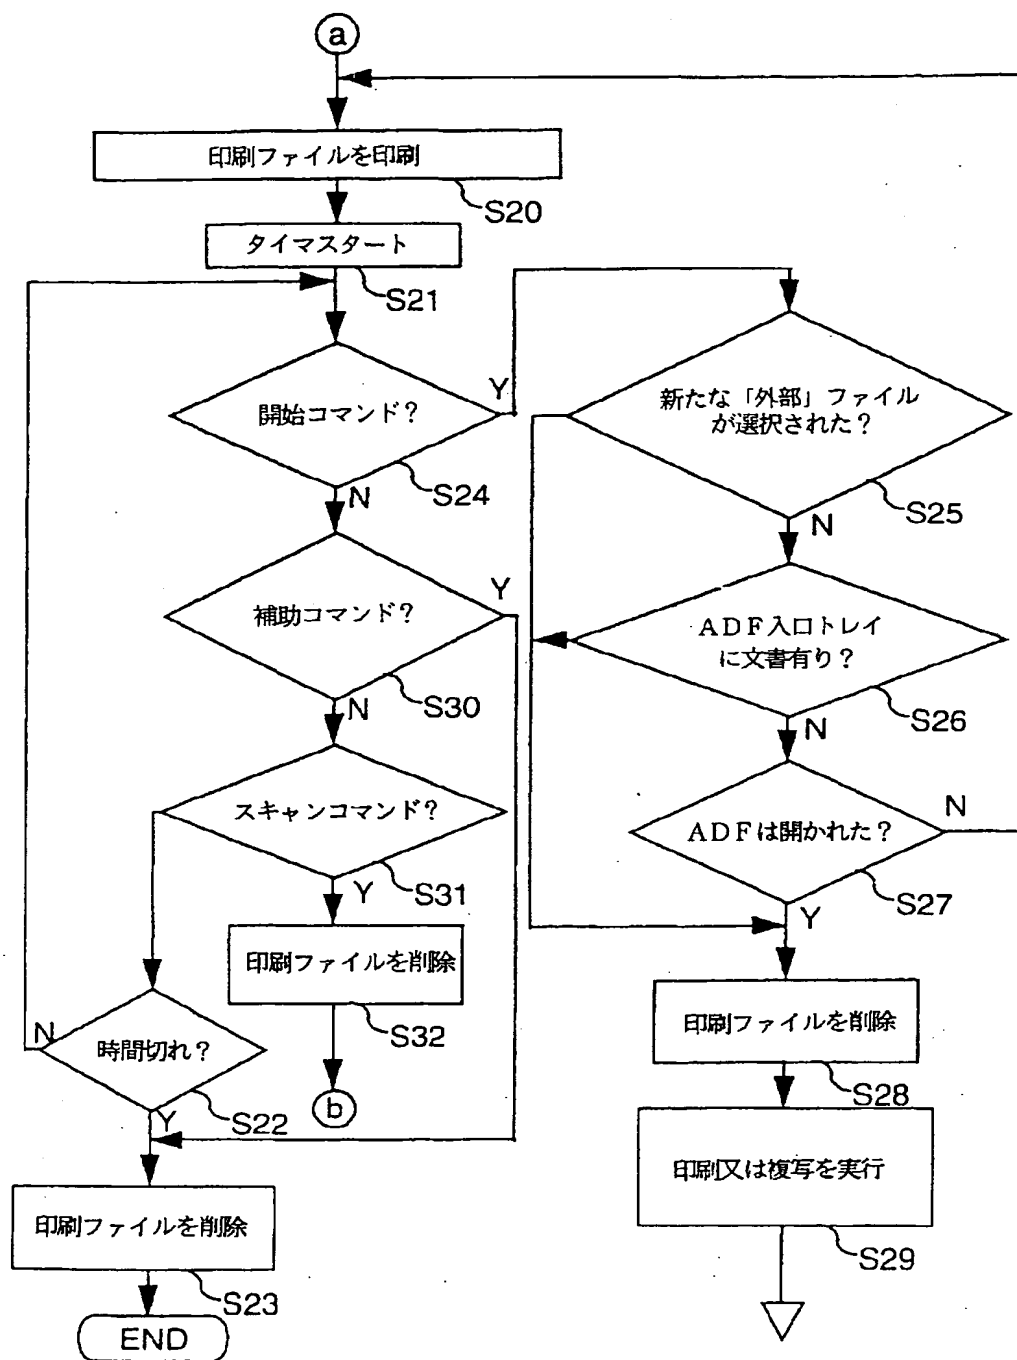 a
印刷ファイルを印刷
S20
タイマスタート
S21
開始コマンド?
Y
S24
N
新たな「外部」ファイル
が選択された?
S25
N
補助コマンド?
Y
S30
N
ADF入口トレイ
に文書有り?
S26
N
スキャンコマンド?
S31
Y
ADFは開かれた?
N
S27
Y
印刷ファイルを削除
S32
b
時間切れ?
N
S22
Y
印刷ファイルを削除
S28
印刷又は複写を実行
S29
印刷ファイルを削除
S23
END